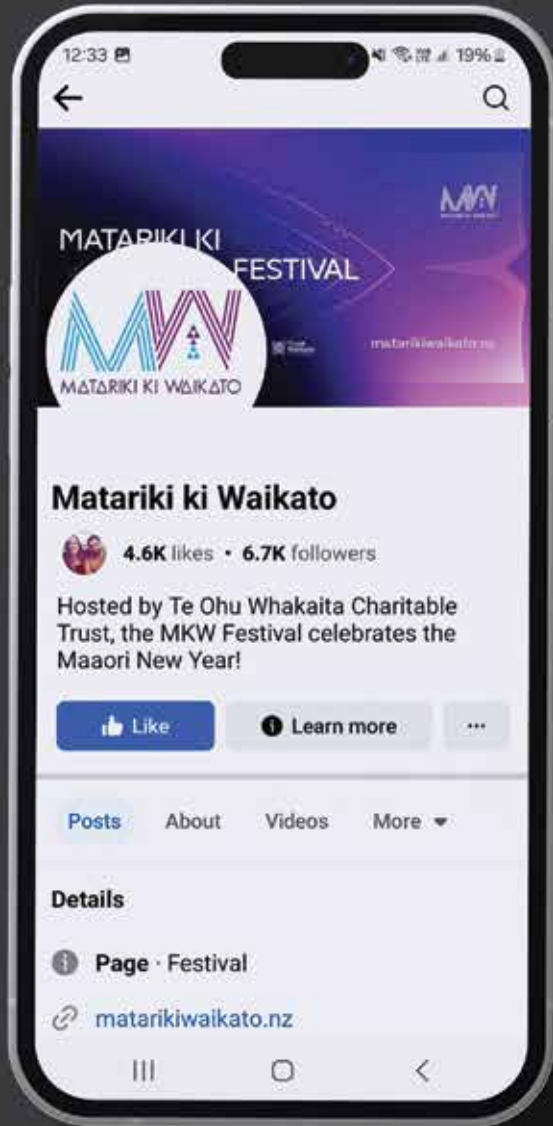 12:33
19%
MATARIKI KI
FESTIVAL
MW
MATARIKI KI WAIKATO
matarikiwaikato.nz
Matariki ki Waikato
4.6K likes • 6.7K followers
Hosted by Te Ohu Whakaita Charitable
Trust, the MKW Festival celebrates the
Maaori New Year!
Like
Learn more
...
Posts
About
Videos
More
Details
Page · Festival
matarikiwaikato.nz